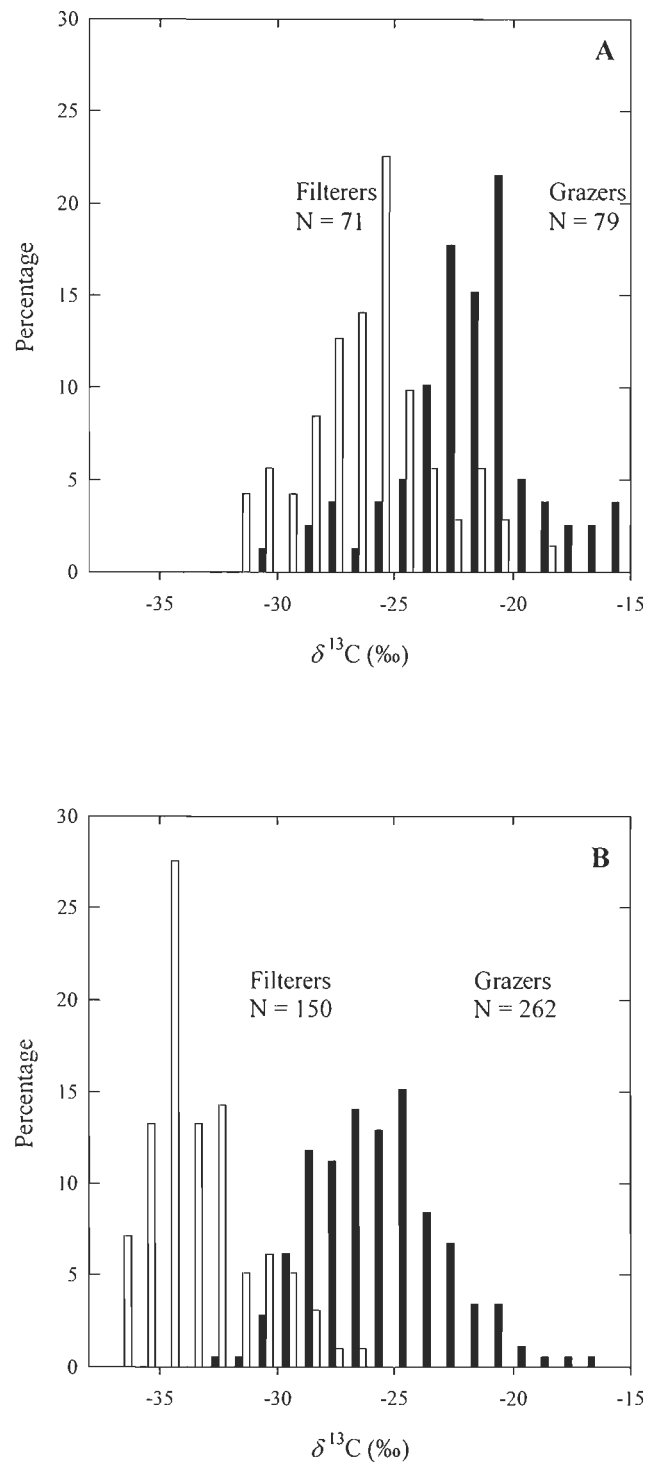 A
30
25
20
15
10
5
0
Percentage
Filterers
N = 71
Grazers
N = 79
-35 -30 -25 -20 -15
δ¹³C (‰)
B
30
25
20
15
10
5
0
Percentage
Filterers
N = 150
Grazers
N = 262
-35 -30 -25 -20 -15
δ¹³C (‰)